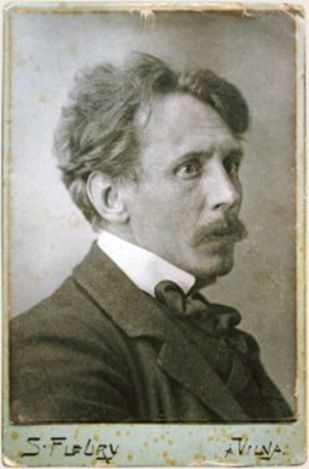 S. FLEURY À VILNA.